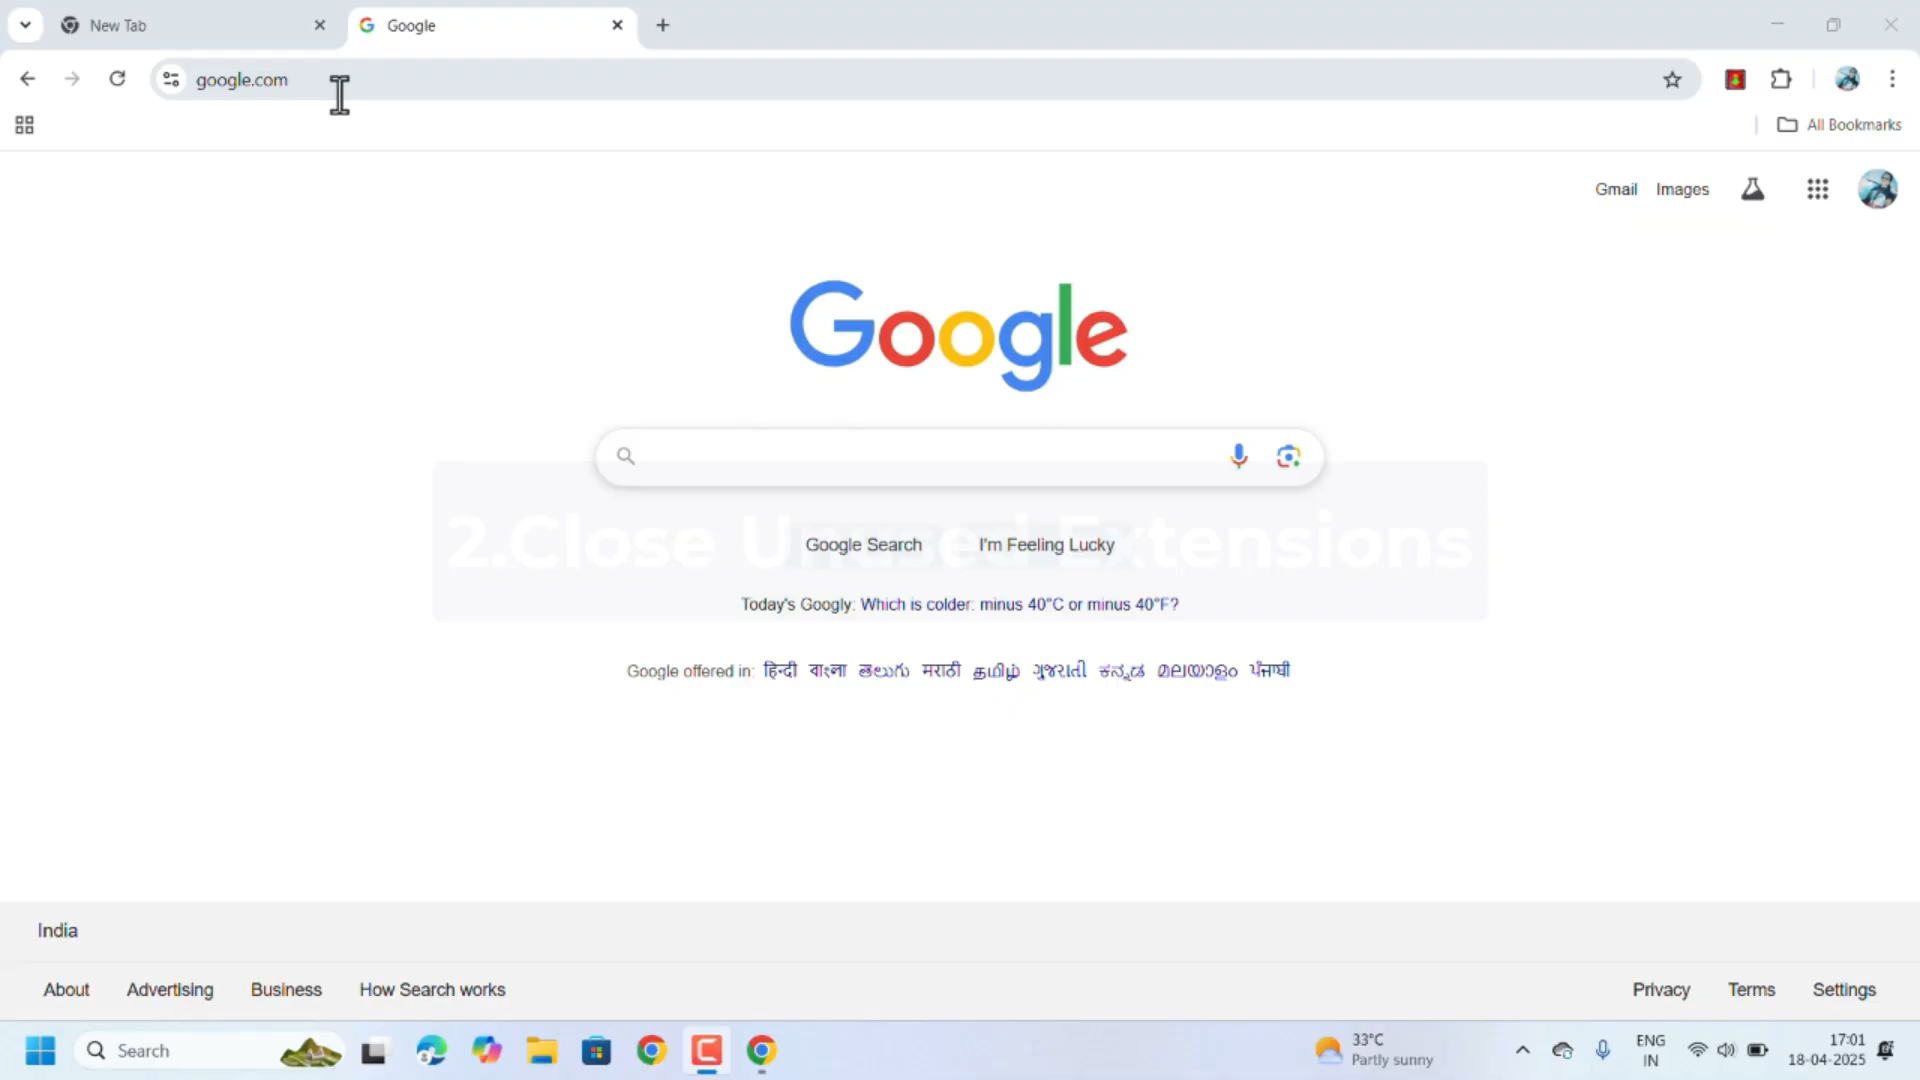 New Tab
Google
google.com
All Bookmarks
Gmail Images
Google
2.Close Unused Extensions
Google Search I'm Feeling Lucky
Today's Googly: Which is colder: minus 40°C or minus 40°F?
Google offered in: हिन्दी বাংলা తెలుగు मराठी தமிழ் ગુજરાતી ಕನ್ನಡ മലയാളം ਪੰਜਾਬੀ
India
About Advertising Business How Search works
Privacy Terms Settings
Search
33°C
Partly sunny
ENG
IN
17:01
18-04-2025